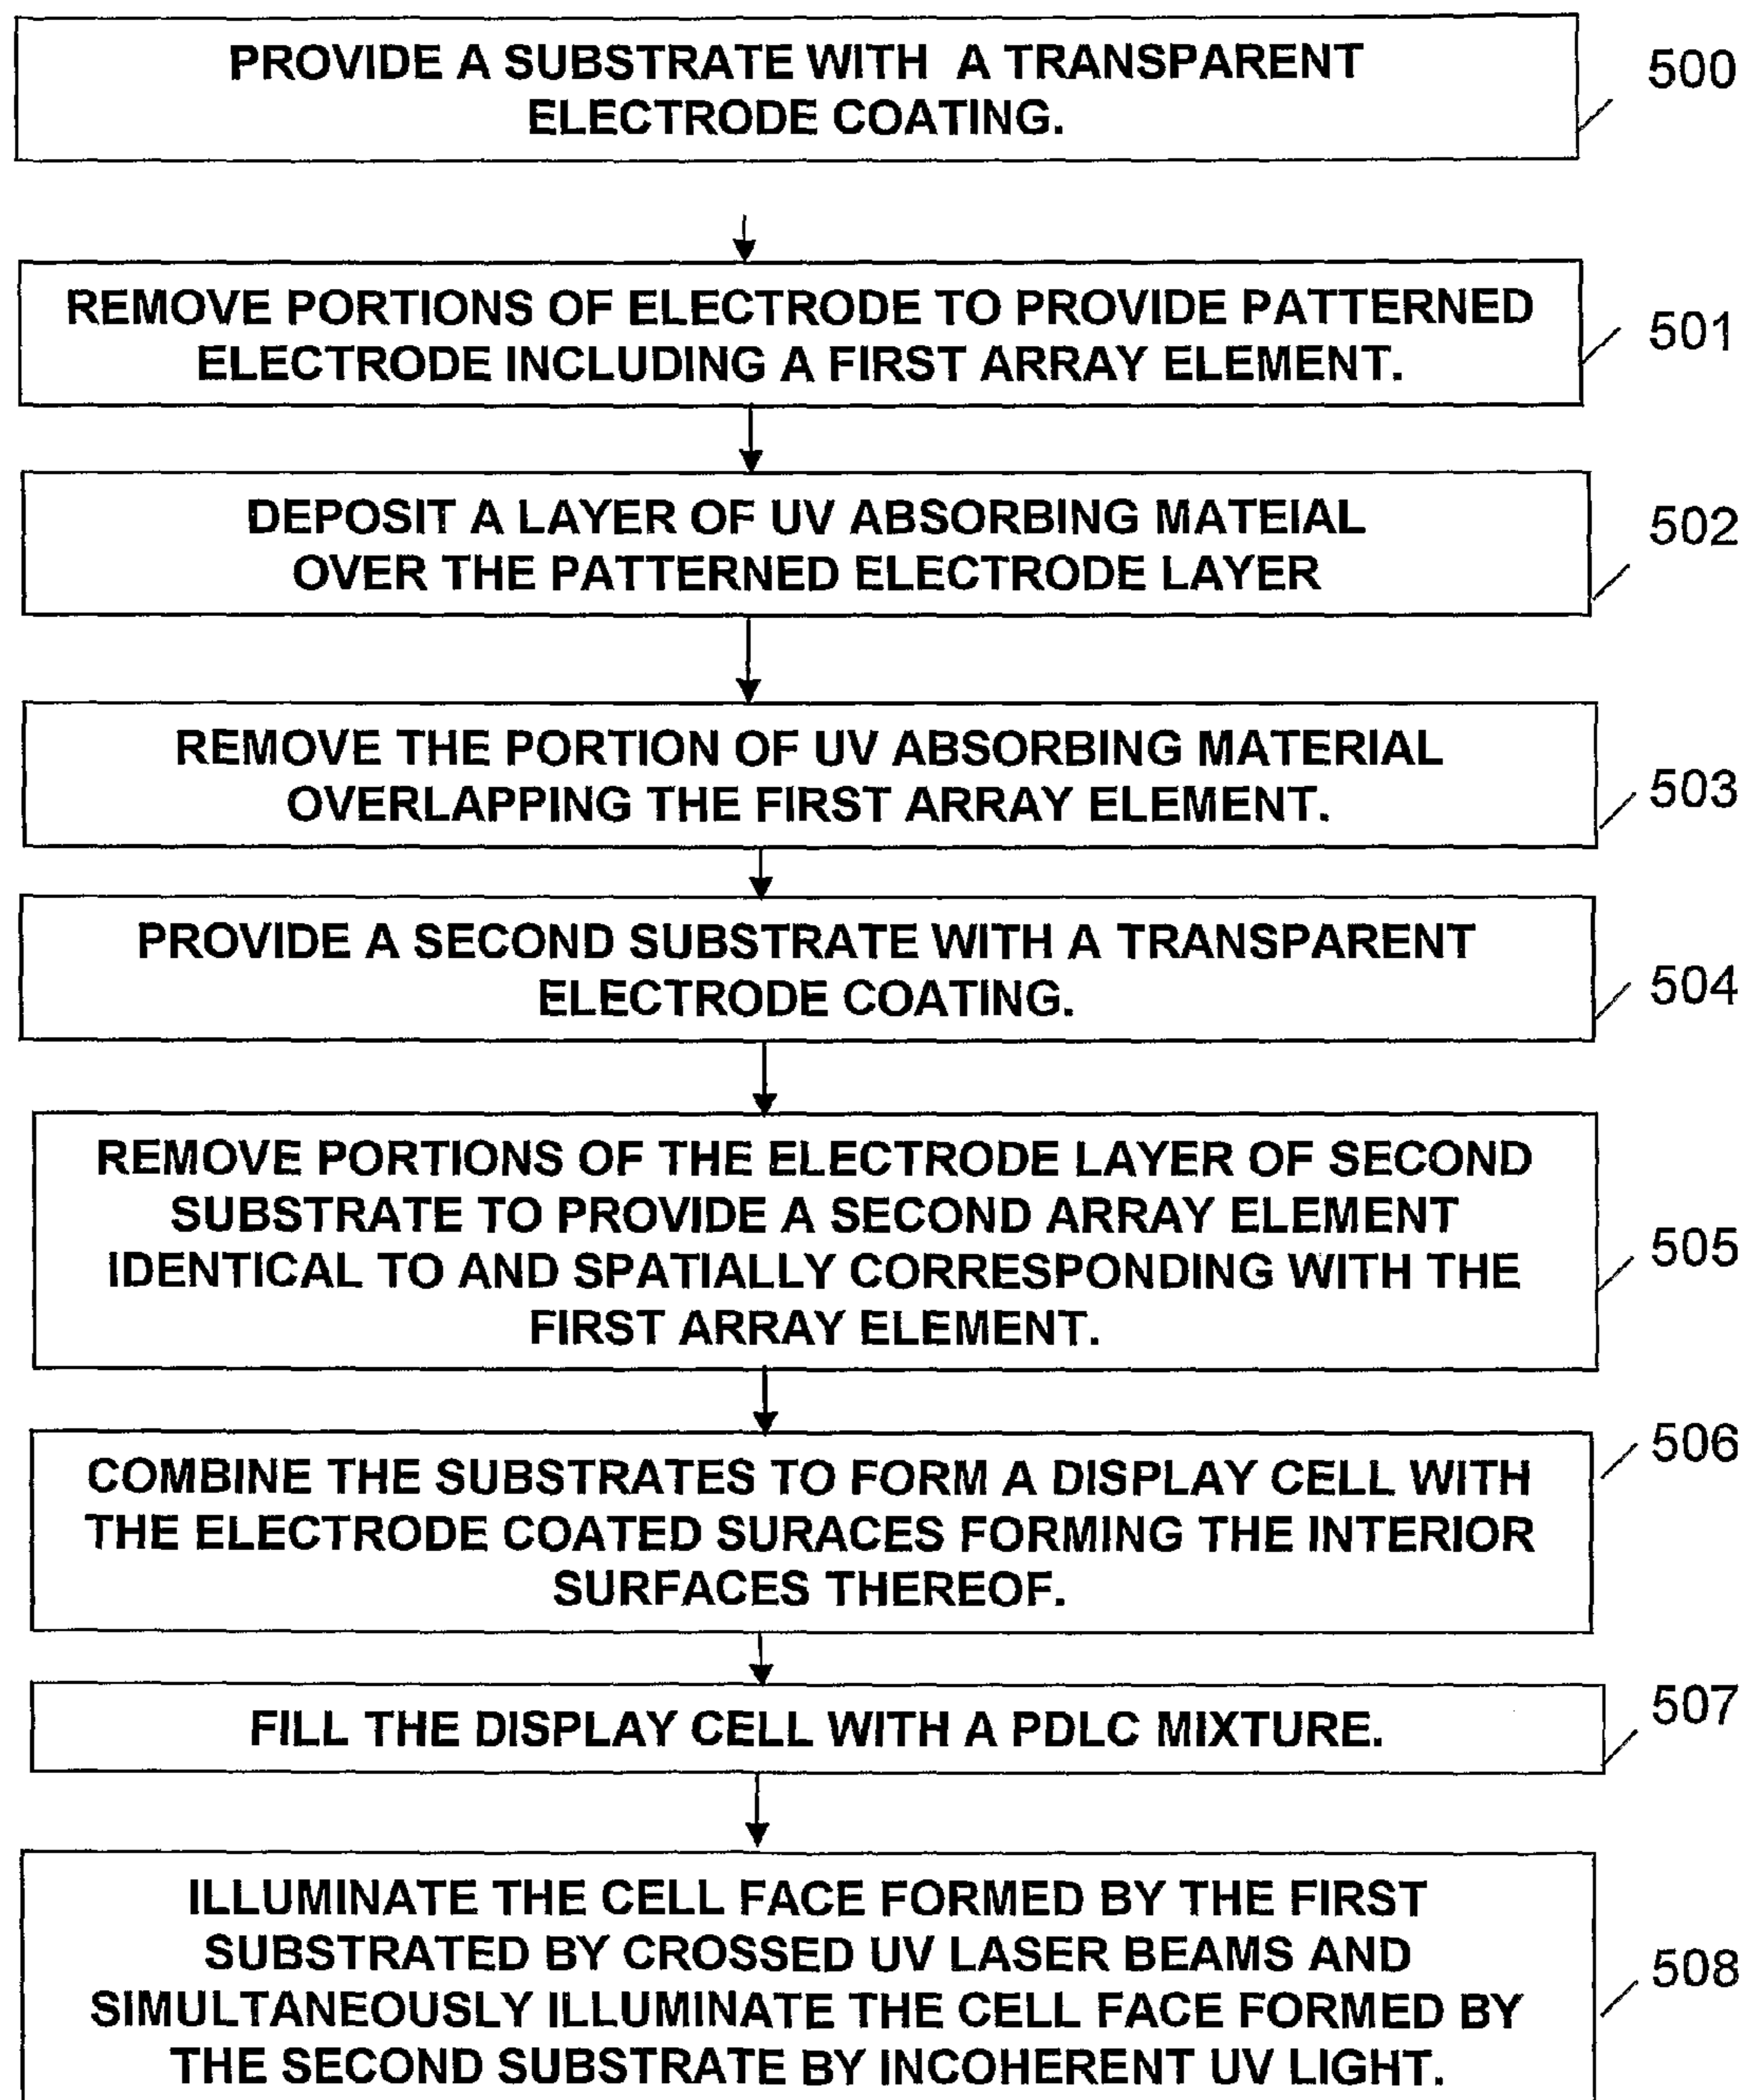 PROVIDE A SUBSTRATE WITH A TRANSPARENT
ELECTRODE COATING.
500
REMOVE PORTIONS OF ELECTRODE TO PROVIDE PATTERNED
ELECTRODE INCLUDING A FIRST ARRAY ELEMENT.
501
DEPOSIT A LAYER OF UV ABSORBING MATEIAL
OVER THE PATTERNED ELECTRODE LAYER
502
REMOVE THE PORTION OF UV ABSORBING MATERIAL
OVERLAPPING THE FIRST ARRAY ELEMENT.
503
PROVIDE A SECOND SUBSTRATE WITH A TRANSPARENT
ELECTRODE COATING.
504
REMOVE PORTIONS OF THE ELECTRODE LAYER OF SECOND
SUBSTRATE TO PROVIDE A SECOND ARRAY ELEMENT
IDENTICAL TO AND SPATIALLY CORRESPONDING WITH THE
FIRST ARRAY ELEMENT.
505
COMBINE THE SUBSTRATES TO FORM A DISPLAY CELL WITH
THE ELECTRODE COATED SURACES FORMING THE INTERIOR
SURFACES THEREOF.
506
FILL THE DISPLAY CELL WITH A PDLC MIXTURE.
507
ILLUMINATE THE CELL FACE FORMED BY THE FIRST
SUBSTRATED BY CROSSED UV LASER BEAMS AND
SIMULTANEOUSLY ILLUMINATE THE CELL FACE FORMED BY
THE SECOND SUBSTRATE BY INCOHERENT UV LIGHT.
508